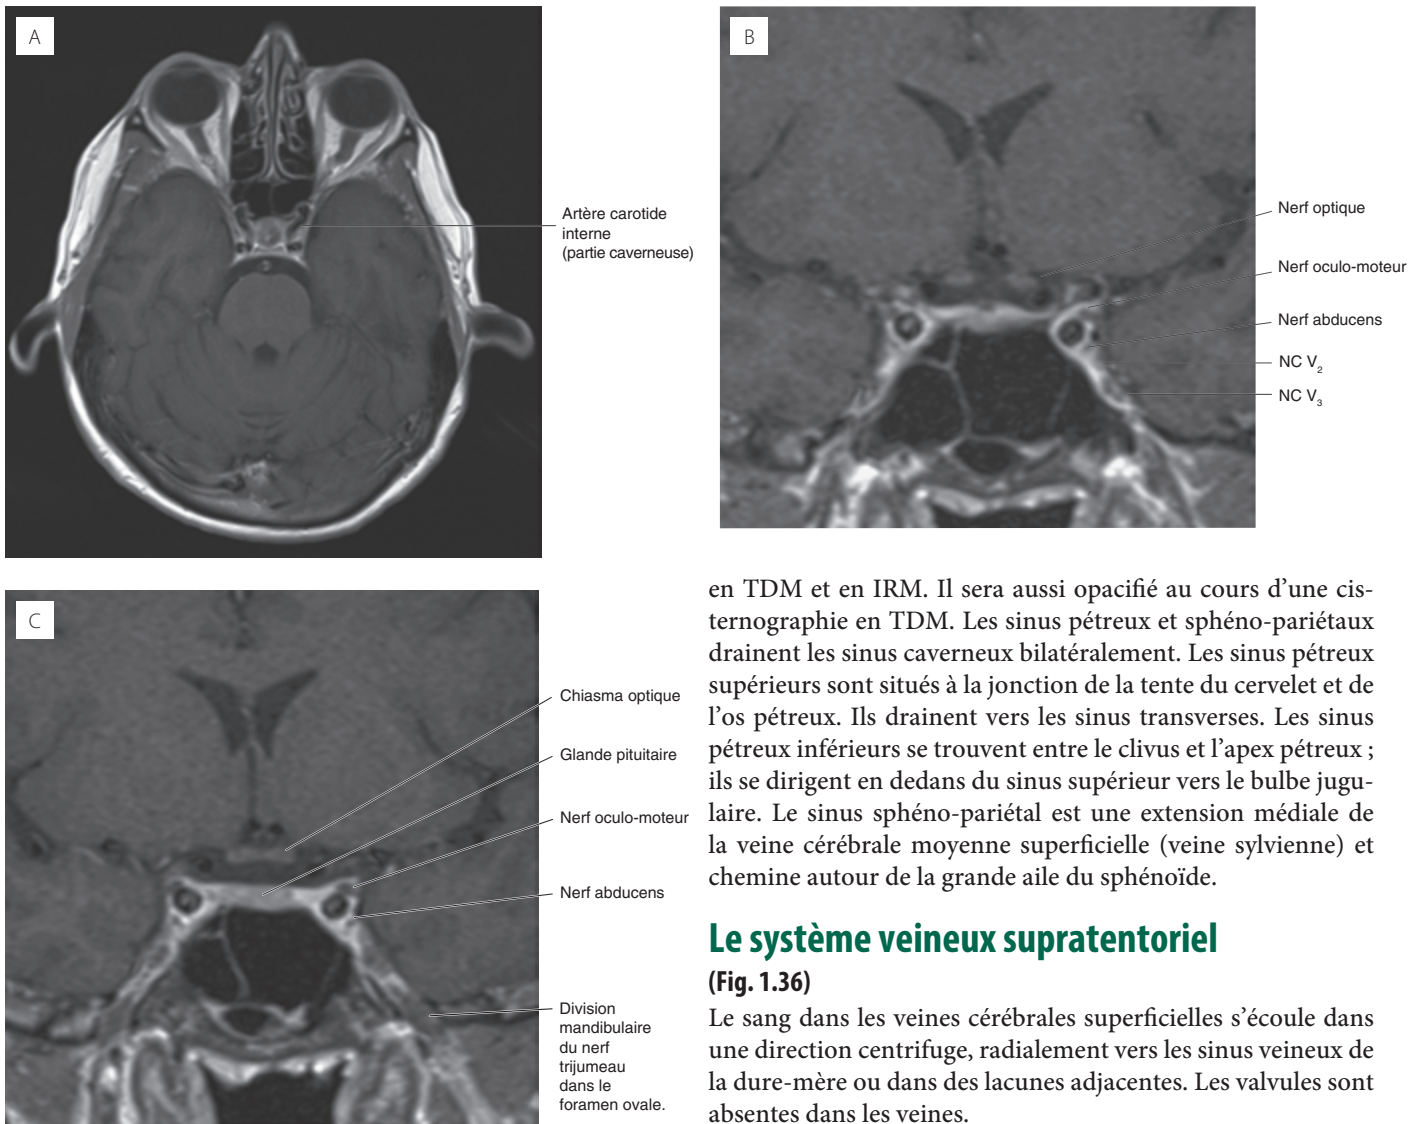 A
Artère carotide
interne
(partie caverneuse)
B
Nerf optique
Nerf oculo-moteur
Nerf abducens
NC V₂
NC V₃
C
Chiasma optique
Glande pituitaire
Nerf oculo-moteur
Nerf abducens
Division
mandibulaire
du nerf
trijumeau
dans le
foramen ovale.
en TDM et en IRM. Il sera aussi opacifié au cours d’une cis-
ternographie en TDM. Les sinus pétreux et sphéno-pariétaux
drainent les sinus caverneux bilatéralement. Les sinus pétreux
supérieurs sont situés à la jonction de la tente du cervelet et de
l’os pétreux. Ils drainent vers les sinus transverses. Les sinus
pétreux inférieurs se trouvent entre le clivus et l’apex pétreux ;
ils se dirigent en dedans du sinus supérieur vers le bulbe jugu-
laire. Le sinus sphéno-pariétal est une extension médiale de
la veine cérébrale moyenne superficielle (veine sylvienne) et
chemine autour de la grande aile du sphénoïde.
Le système veineux supratentoriel
(Fig. 1.36)
Le sang dans les veines cérébrales superficielles s’écoule dans
une direction centrifuge, radialement vers les sinus veineux de
la dure-mère ou dans des lacunes adjacentes. Les valvules sont
absentes dans les veines.